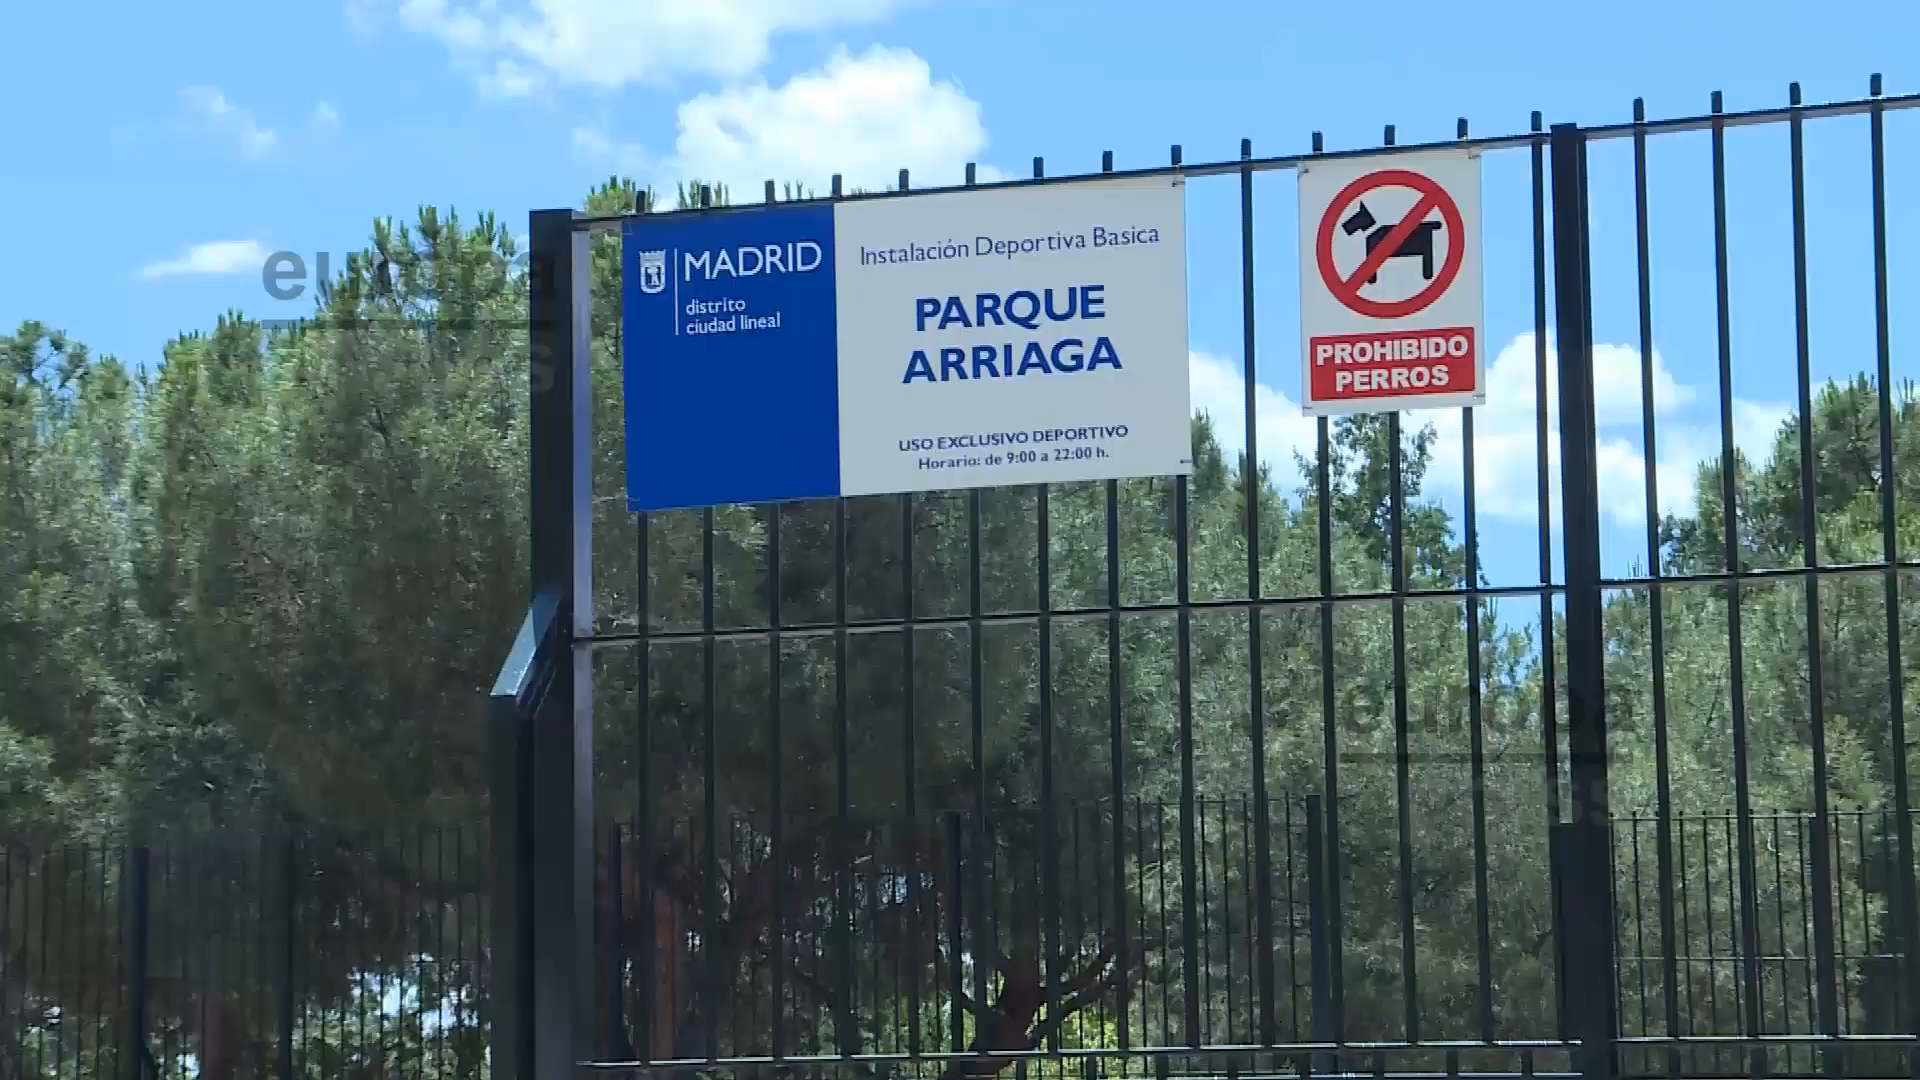 MADRID
distrito
ciudad lineal
Instalación Deportiva Basica
PARQUE
ARRIAGA
USO EXCLUSIVO DEPORTIVO
Horario: de 9:00 a 22:00 h.
PROHIBIDO
PERROS
europa